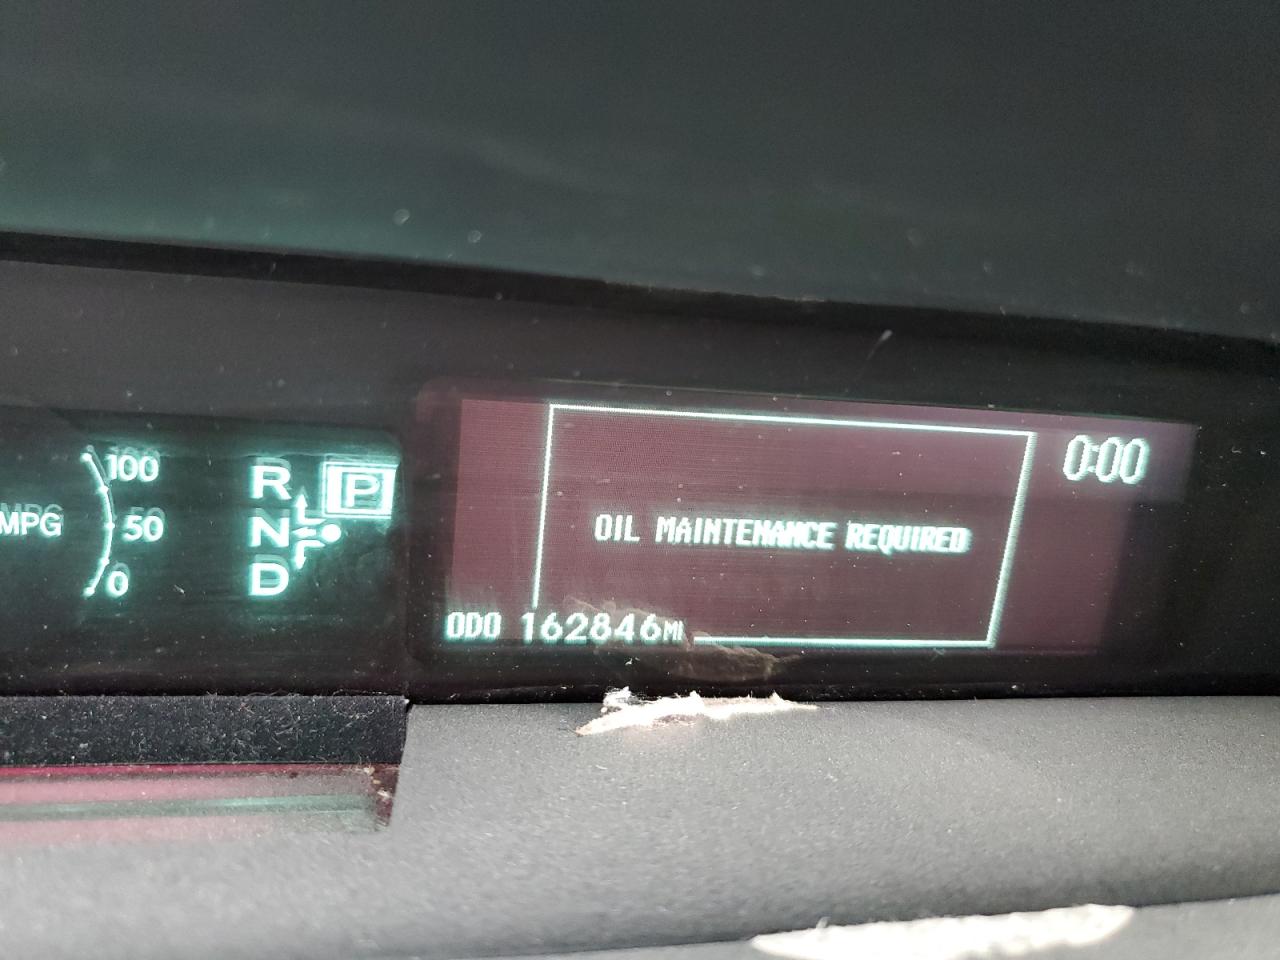 MPG
100
50
0
R
P
N
D
0:00
OIL MAINTENANCE REQUIRED
ODO 162846MI